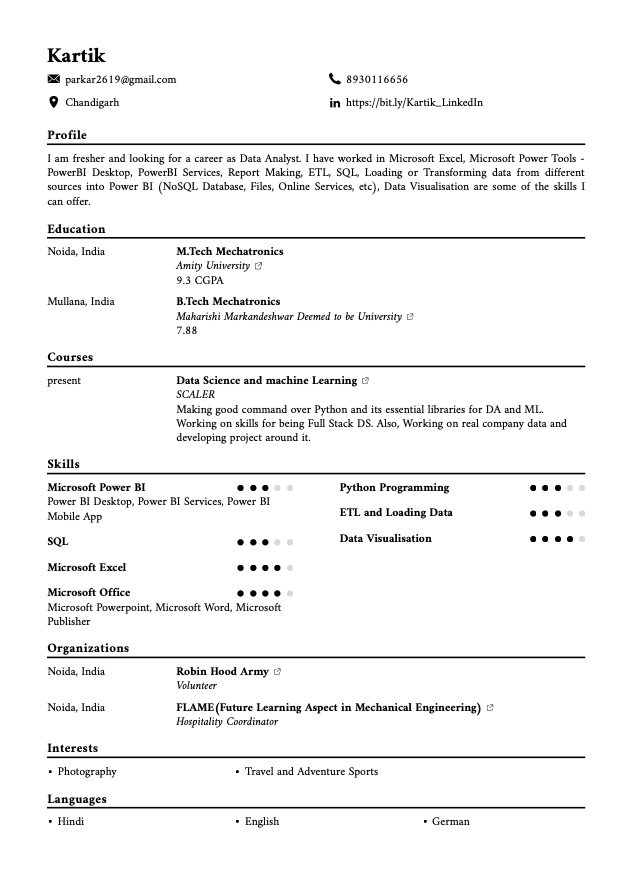 Kartik
parkar2619@gmail.com
8930116656
Chandigarh
https://bit.ly/Kartik_LinkedIn
Profile
I am fresher and looking for a career as Data Analyst. I have worked in Microsoft Excel, Microsoft Power Tools -
PowerBI Desktop, PowerBI Services, Report Making, ETL, SQL, Loading or Transforming data from different
sources into Power BI (NoSQL Database, Files, Online Services, etc), Data Visualisation are some of the skills I
can offer.
Education
Noida, India
M.Tech Mechatronics
Amity University
9.3 CGPA
Mullana, India
B.Tech Mechatronics
Maharishi Markandeshwar Deemed to be University
7.88
Courses
present
Data Science and machine Learning
SCALER
Making good command over Python and its essential libraries for DA and ML.
Working on skills for being Full Stack DS. Also, Working on real company data and
developing project around it.
Skills
Microsoft Power BI
Power BI Desktop, Power BI Services, Power BI
Mobile App
SQL
Microsoft Excel
Microsoft Office
Microsoft Powerpoint, Microsoft Word, Microsoft
Publisher
Python Programming
ETL and Loading Data
Data Visualisation
Organizations
Noida, India
Robin Hood Army
Volunteer
Noida, India
FLAME(Future Learning Aspect in Mechanical Engineering)
Hospitality Coordinator
Interests
• Photography
• Travel and Adventure Sports
Languages
• Hindi
• English
• German